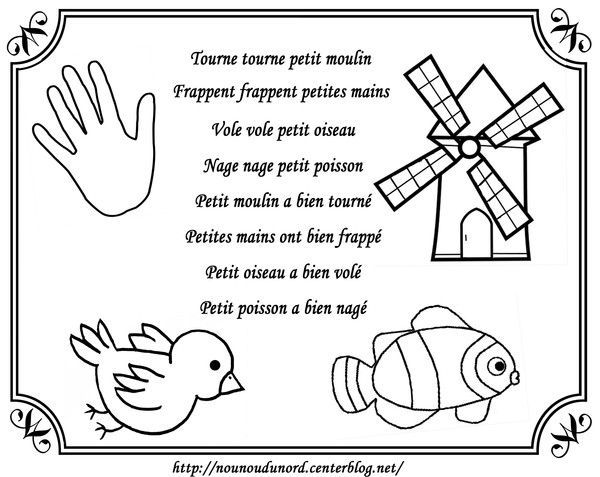 Tourne tourne petit moulin
Frappent frappent petites mains
Vole vole petit oiseau
Nage nage petit poisson
Petit moulin a bien tourné
Petites mains ont bien frappé
Petit oiseau a bien volé
Petit poisson a bien nagé
http://nounoudunord.centerblog.net/